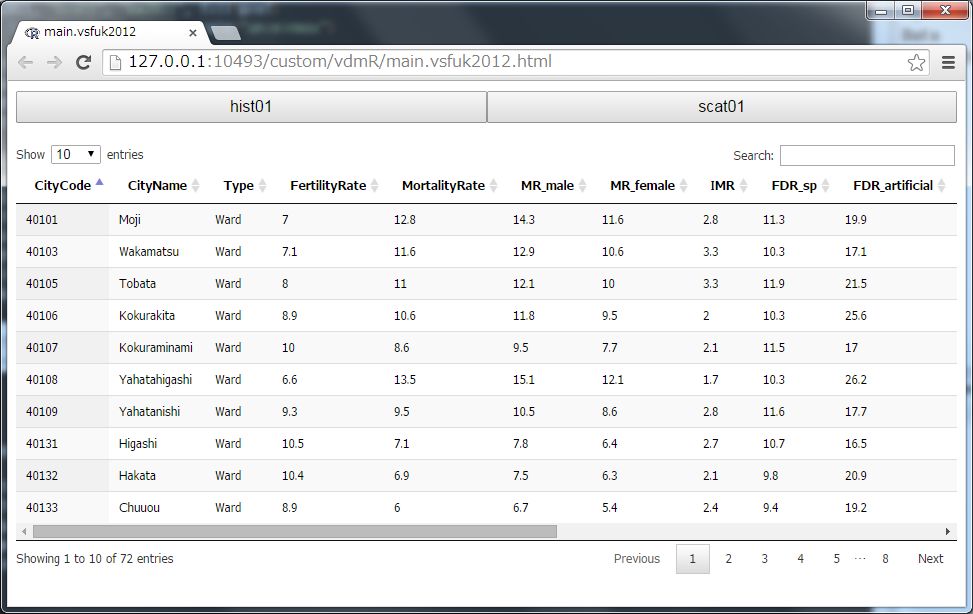 main.vsfuk2012
127.0.0.1:10493/custom/vdmR/main.vsfuk2012.html
hist01 scat01
Show 10 entries Search:
CityCode CityName Type FertilityRate MortalityRate MR_male MR_female IMR FDR_sp FDR_artificial
40101 Moji Ward 7 12.8 14.3 11.6 2.8 11.3 19.9
40103 Wakamatsu Ward 7.1 11.6 12.9 10.6 3.3 10.3 17.1
40105 Tobata Ward 8 11 12.1 10 3.3 11.9 21.5
40106 Kokurakita Ward 8.9 10.6 11.8 9.5 2 10.3 25.6
40107 Kokuraminami Ward 10 8.6 9.5 7.7 2.1 11.5 17
40108 Yahatahigashi Ward 6.6 13.5 15.1 12.1 1.7 10.3 26.2
40109 Yahatanishi Ward 9.3 9.5 10.5 8.6 2.8 11.6 17.7
40131 Higashi Ward 10.5 7.1 7.8 6.4 2.7 10.7 16.5
40132 Hakata Ward 10.4 6.9 7.5 6.3 2.1 9.8 20.9
40133 Chuuou Ward 8.9 6 6.7 5.4 2.4 9.4 19.2
Showing 1 to 10 of 72 entries Previous 1 2 3 4 5 … 8 Next